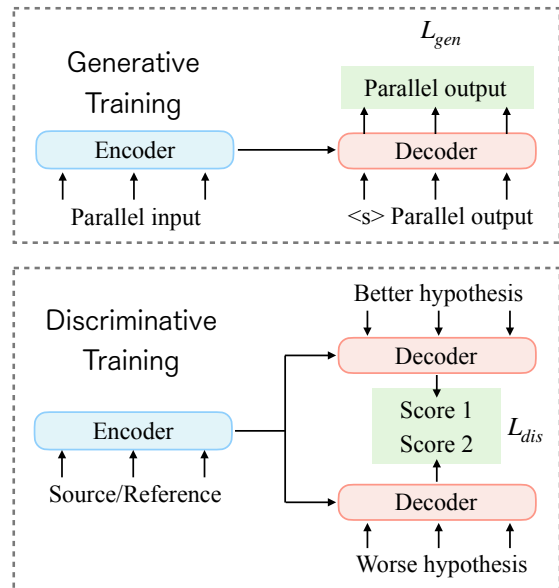 L_gen
Generative
Training
Parallel output
Encoder
Decoder
Parallel input
<s> Parallel output
Better hypothesis
Discriminative
Training
Decoder
Score 1
Encoder
L_dis
Score 2
Source/Reference
Decoder
Worse hypothesis